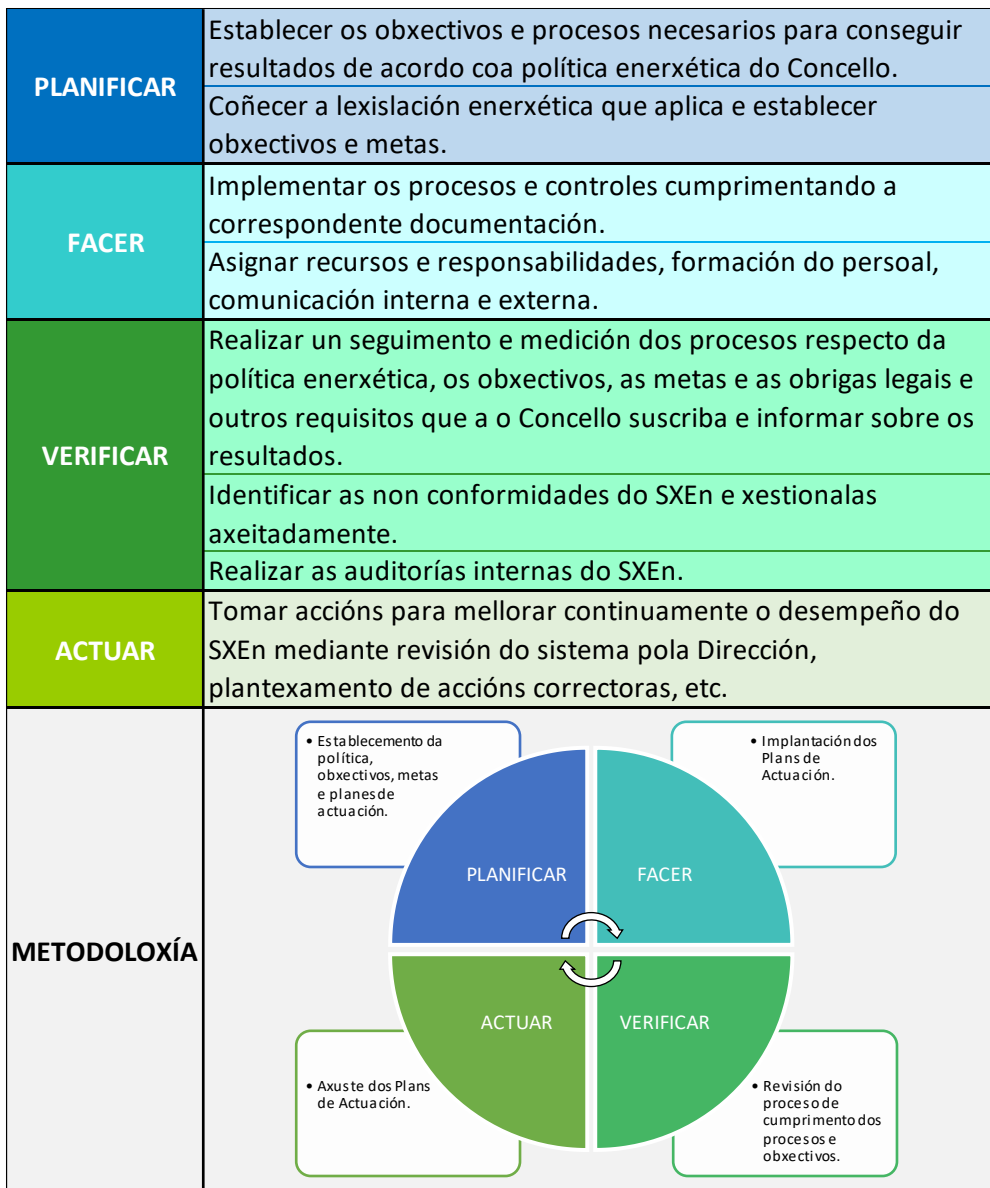 PLANIFICAR
Establecer os obxectivos e procesos necesarios para conseguir
resultados de acordo coa política enerxética do Concello.
Coñecer a lexislación enerxética que aplica e establecer
obxectivos e metas.
FACER
Implementar os procesos e controles cumprimentando a
correspondente documentación.
Asignar recursos e responsabilidades, formación do persoal,
comunicación interna e externa.
VERIFICAR
Realizar un seguimento e medición dos procesos respecto da
política enerxética, os obxectivos, as metas e as obrigas legais e
outros requisitos que a o Concello suscriba e informar sobre os
resultados.
Identificar as non conformidades do SXEn e xestionalas
axeitadamente.
Realizar as auditorías internas do SXEn.
ACTUAR
Tomar accións para mellorar continuamente o desempeño do
SXEn mediante revisión do sistema pola Dirección,
plantexamento de accións correctoras, etc.
METODOLOXÍA
• Establecemento da
política,
obxectivos, metas
e planes de
actuación.
• Implantación dos
Plans de
Actuación.
PLANIFICAR
FACER
ACTUAR
VERIFICAR
• Axuste dos Plans
de Actuación.
• Revisión do
proceso de
cumprimento dos
procesos e
obxectivos.